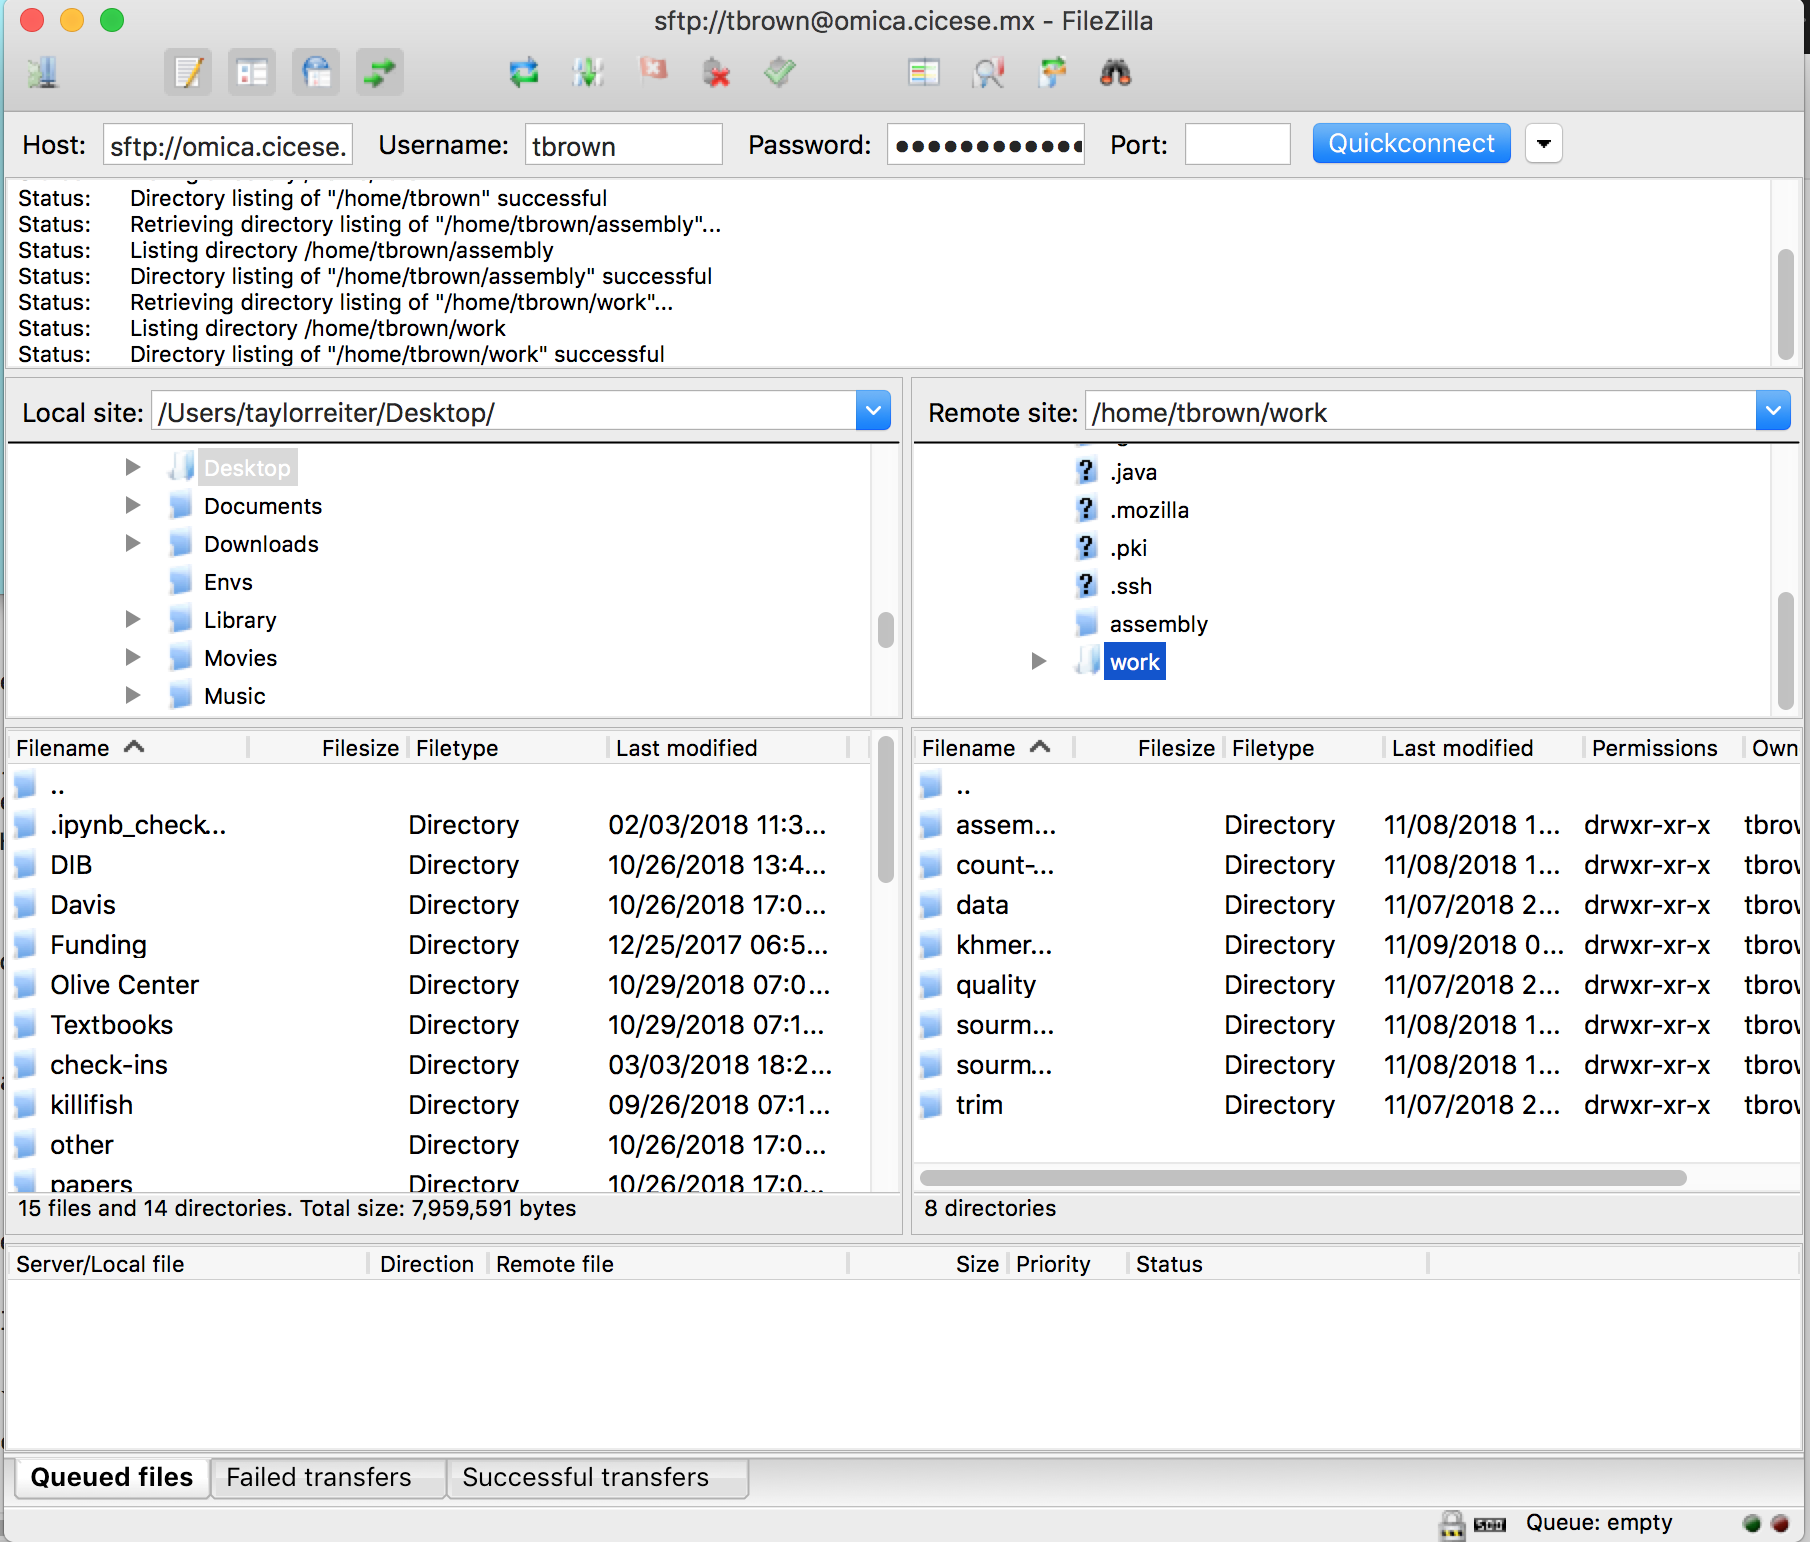 sftp://tbrown@omica.cicese.mx - FileZilla
Host: sftp://omica.cicese. Username: tbrown Password: ●●●●●●●●●●●● Port: Quickconnect
Status: Directory listing of "/home/tbrown" successful
Status: Retrieving directory listing of "/home/tbrown/assembly"...
Status: Listing directory /home/tbrown/assembly
Status: Directory listing of "/home/tbrown/assembly" successful
Status: Retrieving directory listing of "/home/tbrown/work"...
Status: Listing directory /home/tbrown/work
Status: Directory listing of "/home/tbrown/work" successful
Local site: /Users/taylorreiter/Desktop/
Desktop
Documents
Downloads
Envs
Library
Movies
Music
Remote site: /home/tbrown/work
? .java
? .mozilla
? .pki
? .ssh
assembly
work
Filename Filesize Filetype Last modified
..
.ipynb_check... Directory 02/03/2018 11:3...
DIB Directory 10/26/2018 13:4...
Davis Directory 10/26/2018 17:0...
Funding Directory 12/25/2017 06:5...
Olive Center Directory 10/29/2018 07:0...
Textbooks Directory 10/29/2018 07:1...
check-ins Directory 03/03/2018 18:2...
killifish Directory 09/26/2018 07:1...
other Directory 10/26/2018 17:0...
papers Directory 10/26/2018 17:0...
15 files and 14 directories. Total size: 7,959,591 bytes
Filename Filesize Filetype Last modified Permissions Own
..
assem... Directory 11/08/2018 1... drwxr-xr-x tbrow
count-... Directory 11/08/2018 1... drwxr-xr-x tbrow
data Directory 11/07/2018 2... drwxr-xr-x tbrow
khmer... Directory 11/09/2018 0... drwxr-xr-x tbrow
quality Directory 11/07/2018 2... drwxr-xr-x tbrow
sourm... Directory 11/08/2018 1... drwxr-xr-x tbrow
sourm... Directory 11/08/2018 1... drwxr-xr-x tbrow
trim Directory 11/07/2018 2... drwxr-xr-x tbrow
8 directories
Server/Local file Direction Remote file Size Priority Status
Queued files Failed transfers Successful transfers
Queue: empty